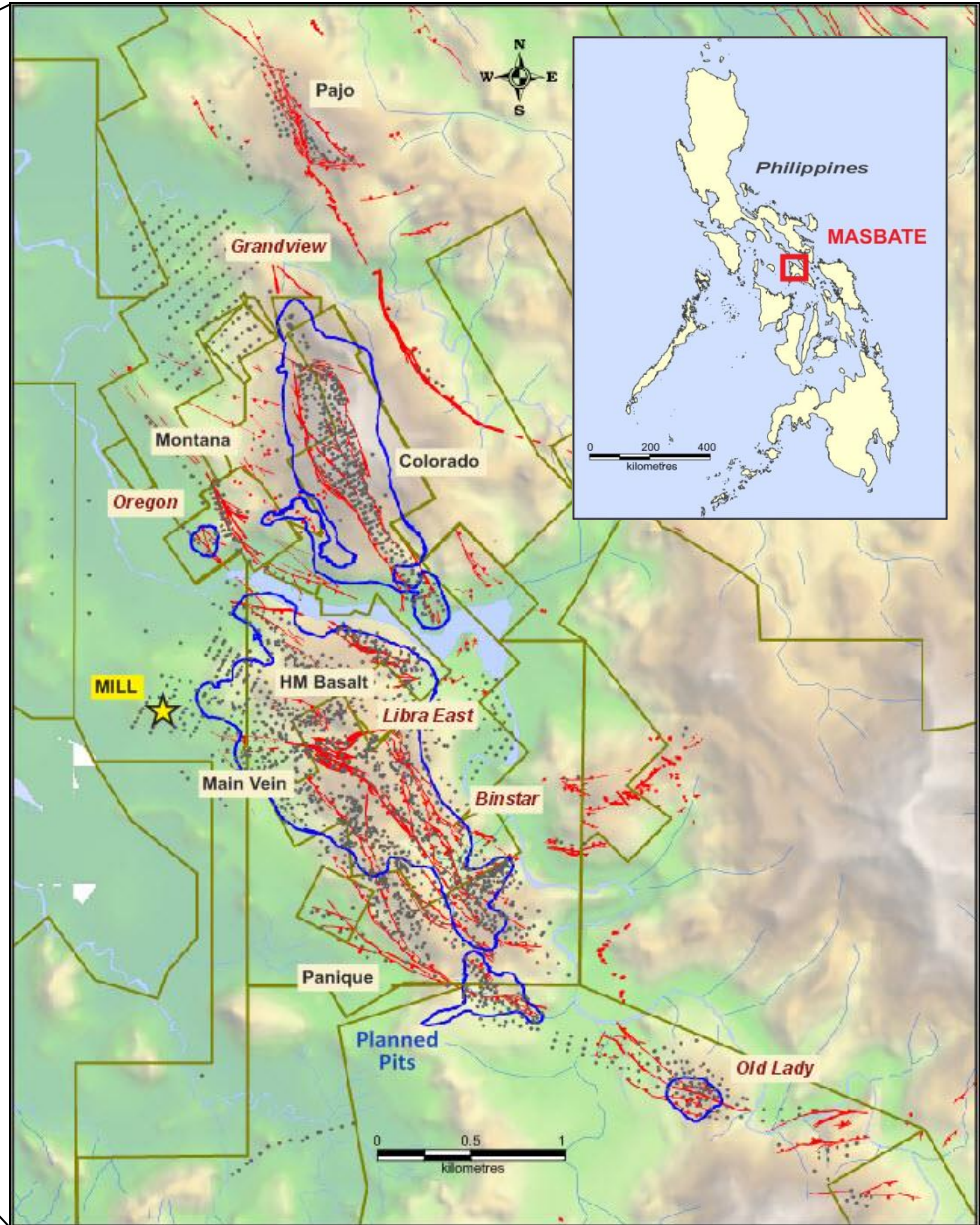 N
W E
S
Pajo
Philippines
MASBATE
0 200 400
kilometres
Grandview
Montana
Colorado
Oregon
MILL
HM Basalt
Libra East
Main Vein
Binstar
Panique
Planned
Pits
Old Lady
0 0.5 1
kilometres